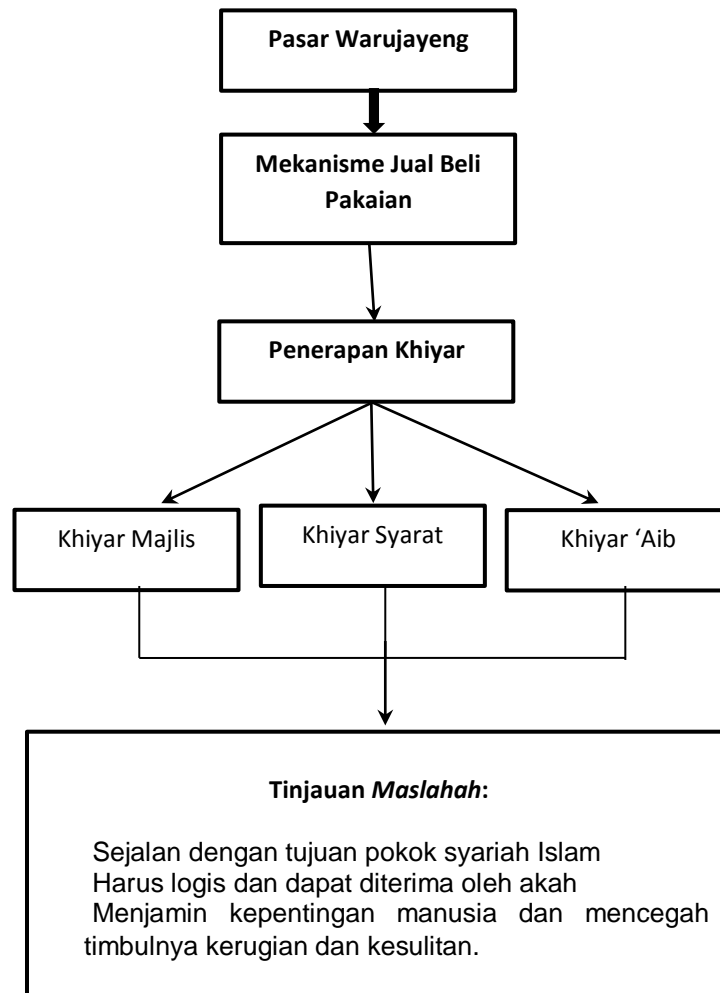 Pasar Warujayeng
Mekanisme Jual Beli
Pakaian
Penerapan Khiyar
Khiyar Majlis
Khiyar Syarat
Khiyar ‘Aib
Tinjauan Maslahah:
Sejalan dengan tujuan pokok syariah Islam
Harus logis dan dapat diterima oleh akah
Menjamin kepentingan manusia dan mencegah
timbulnya kerugian dan kesulitan.